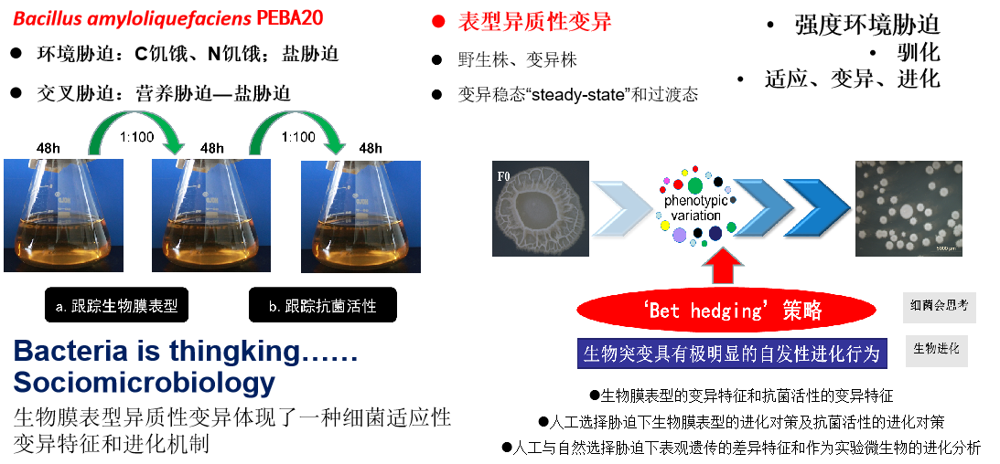 Bacillus amyloliquefaciens PEBA20
● 环境胁迫：C饥饿、N饥饿；盐胁迫
● 交叉胁迫：营养胁迫—盐胁迫
1:100
1:100
48h
48h
48h
a. 跟踪生物膜表型
b. 跟踪抗菌活性
Bacteria is thingking……
Sociomicrobiology
生物膜表型异质性变异体现了一种细菌适应性
变异特征和进化机制
● 表型异质性变异
● 野生株、变异株
● 变异稳态“steady-state”和过渡态
• 强度环境胁迫
• 驯化
• 适应、变异、进化
F0
phenotypic
variation
5000 μm
‘Bet hedging’策略
细菌会思考
生物突变具有极明显的自发性进化行为
生物进化
●生物膜表型的变异特征和抗菌活性的变异特征
●人工选择胁迫下生物膜表型的进化对策及抗菌活性的进化对策
●人工与自然选择胁迫下表观遗传的差异特征和作为实验微生物的进化分析